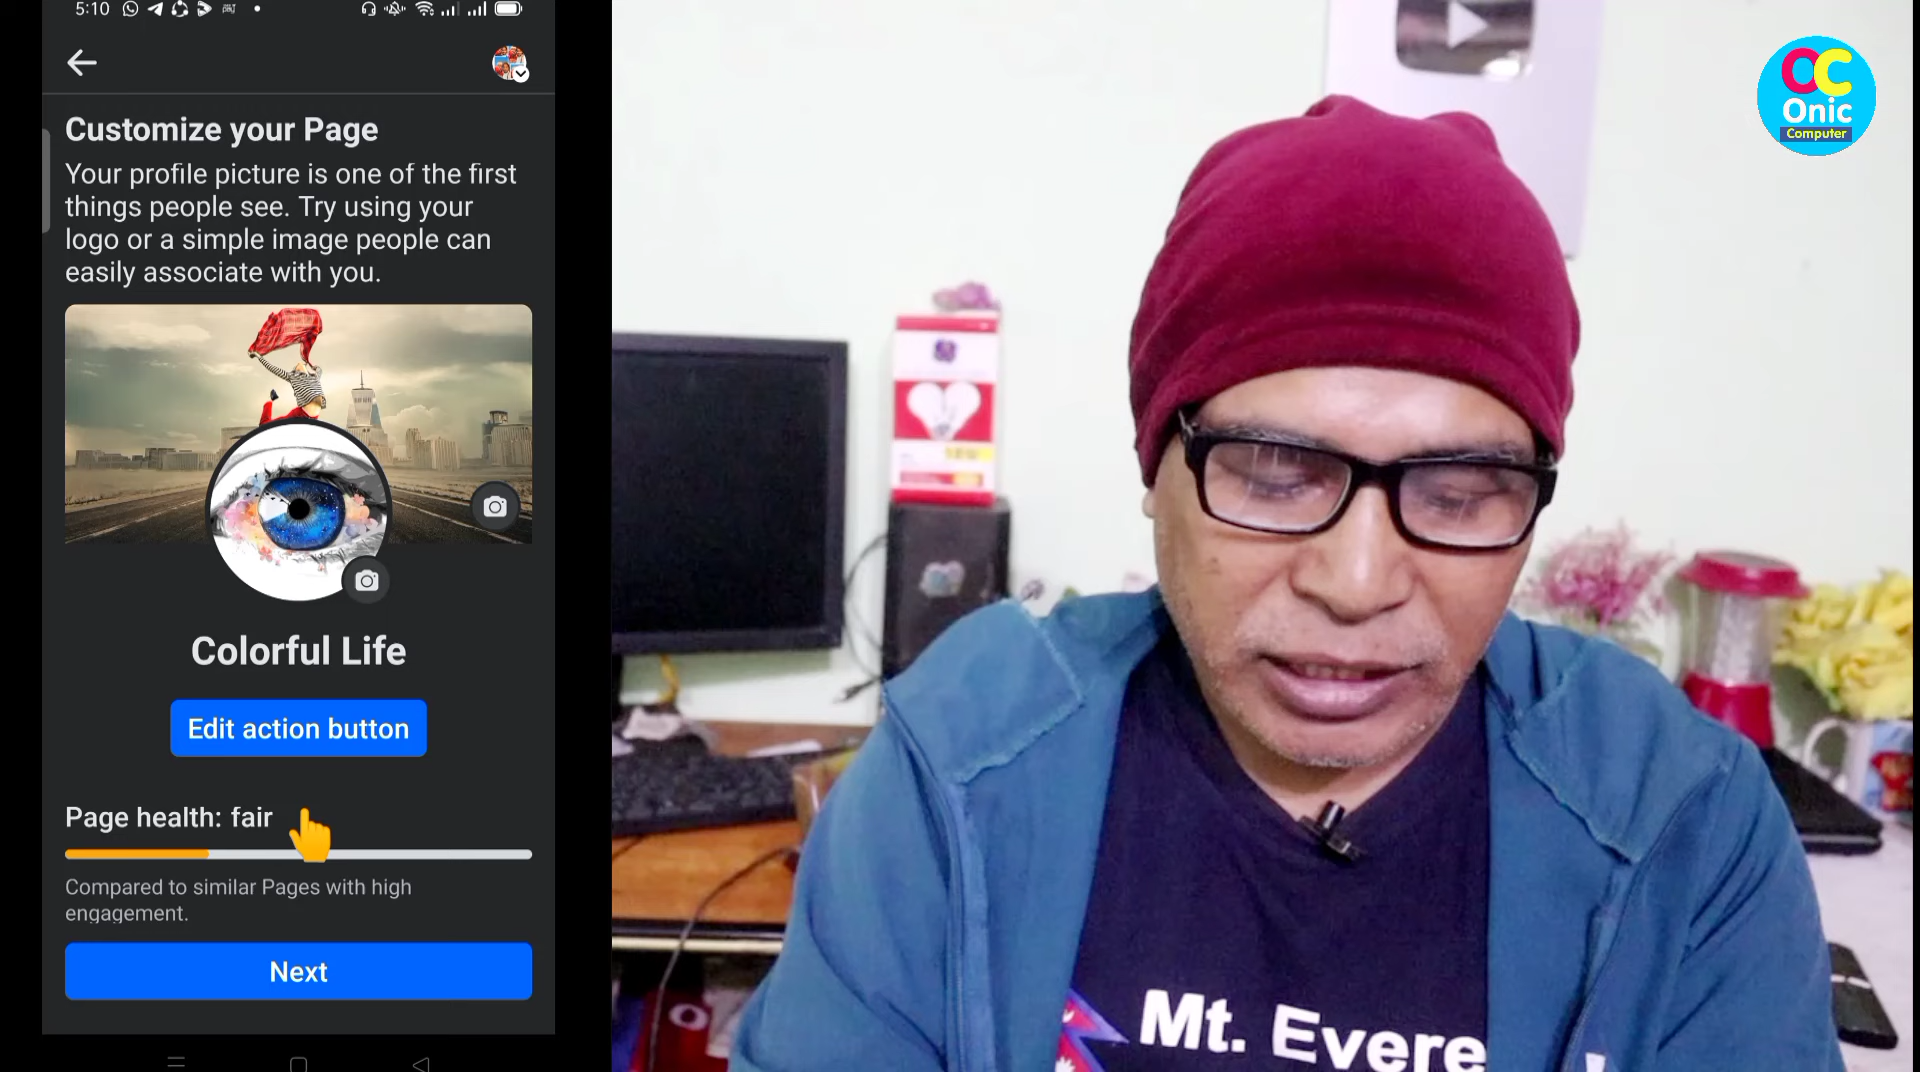 5:10
Customize your Page
Your profile picture is one of the first
things people see. Try using your
logo or a simple image people can
easily associate with you.
Colorful Life
Edit action button
Page health: fair
Compared to similar Pages with high
engagement.
Next
OC
Onic
Computer
Mt. Evere